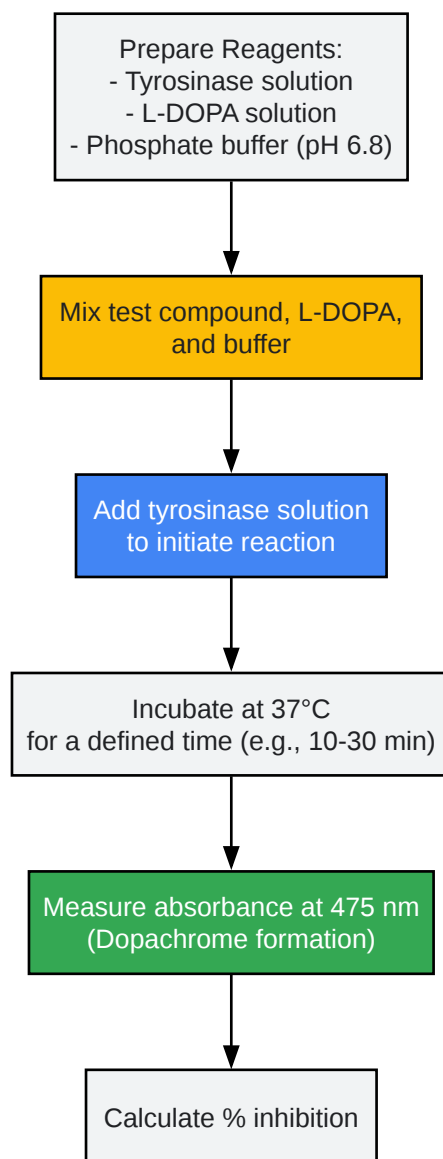 Prepare Reagents:
- Tyrosinase solution
- L-DOPA solution
- Phosphate buffer (pH 6.8)
Mix test compound, L-DOPA,
and buffer
Add tyrosinase solution
to initiate reaction
Incubate at 37°C
for a defined time (e.g., 10-30 min)
Measure absorbance at 475 nm
(Dopachrome formation)
Calculate % inhibition